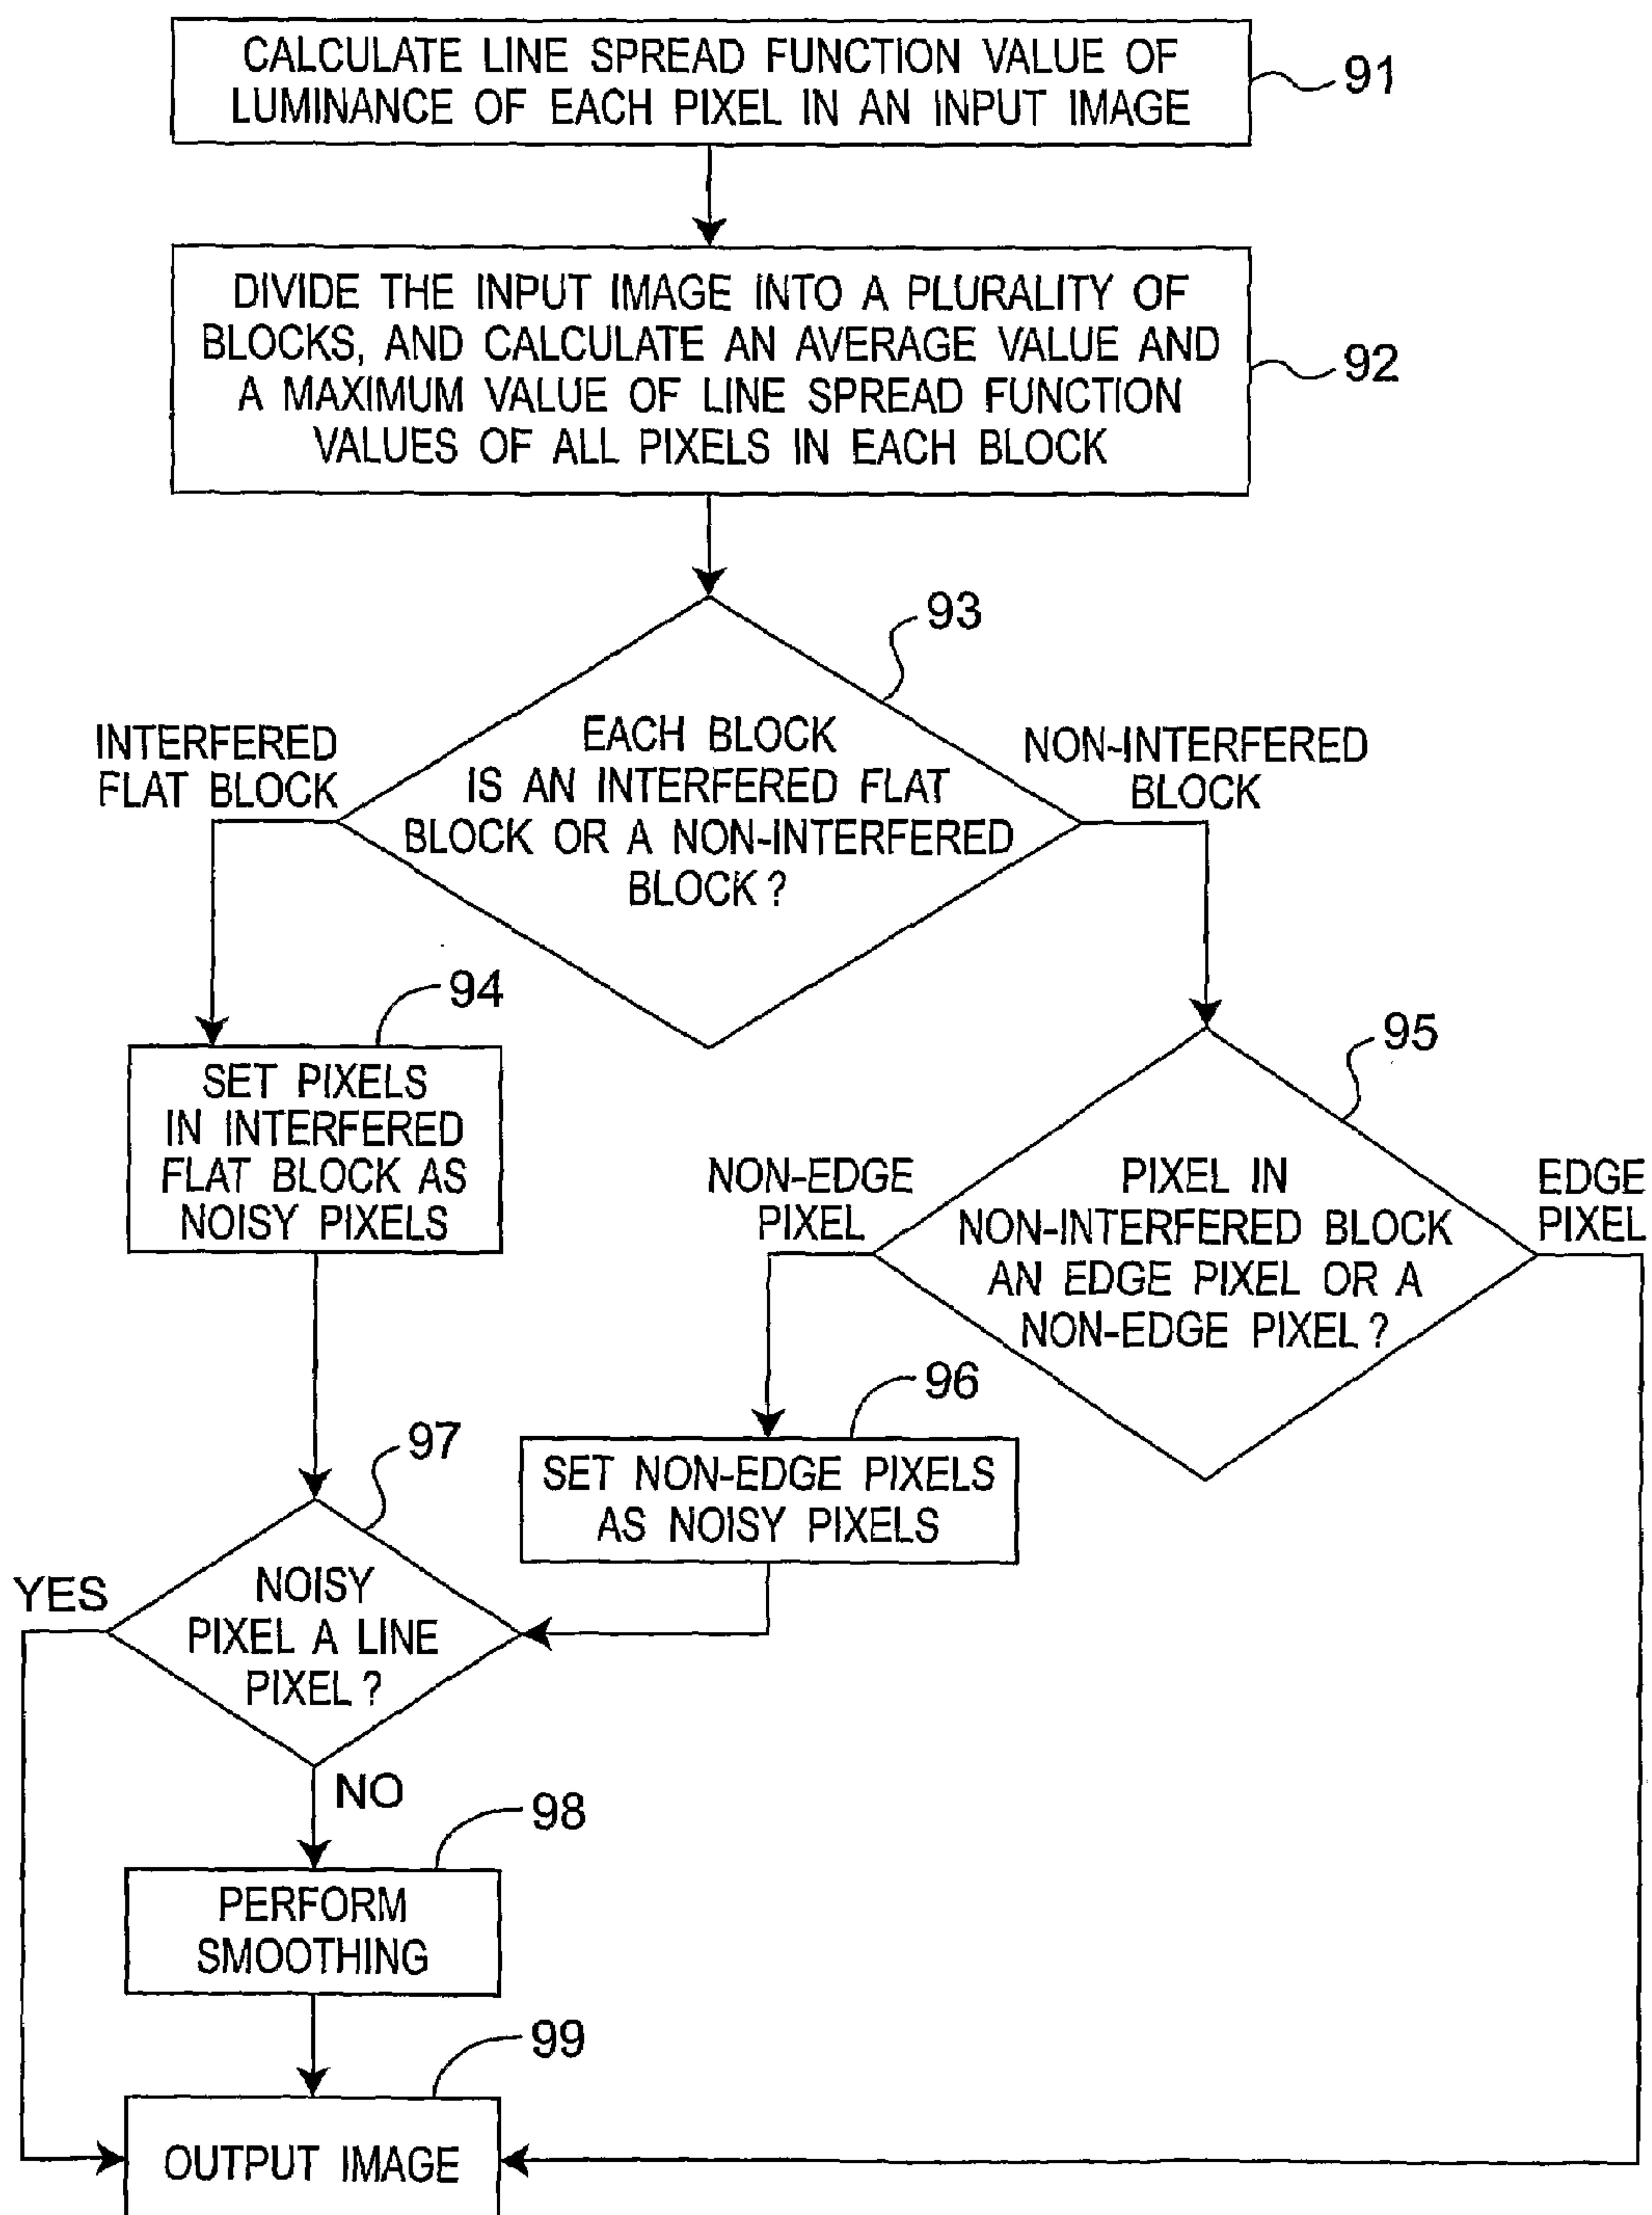 CALCULATE LINE SPREAD FUNCTION VALUE OF
LUMINANCE OF EACH PIXEL IN AN INPUT IMAGE
91
DIVIDE THE INPUT IMAGE INTO A PLURALITY OF
BLOCKS, AND CALCULATE AN AVERAGE VALUE AND
A MAXIMUM VALUE OF LINE SPREAD FUNCTION
VALUES OF ALL PIXELS IN EACH BLOCK
92
93
EACH BLOCK
IS AN INTERFERED FLAT
BLOCK OR A NON-INTERFERED
BLOCK?
INTERFERED
FLAT BLOCK
NON-INTERFERED
BLOCK
94
SET PIXELS
IN INTERFERED
FLAT BLOCK AS
NOISY PIXELS
95
PIXEL IN
NON-INTERFERED BLOCK
AN EDGE PIXEL OR A
NON-EDGE PIXEL?
NON-EDGE
PIXEL
EDGE
PIXEL
96
SET NON-EDGE PIXELS
AS NOISY PIXELS
97
NOISY
PIXEL A LINE
PIXEL?
YES
NO
98
PERFORM
SMOOTHING
99
OUTPUT IMAGE